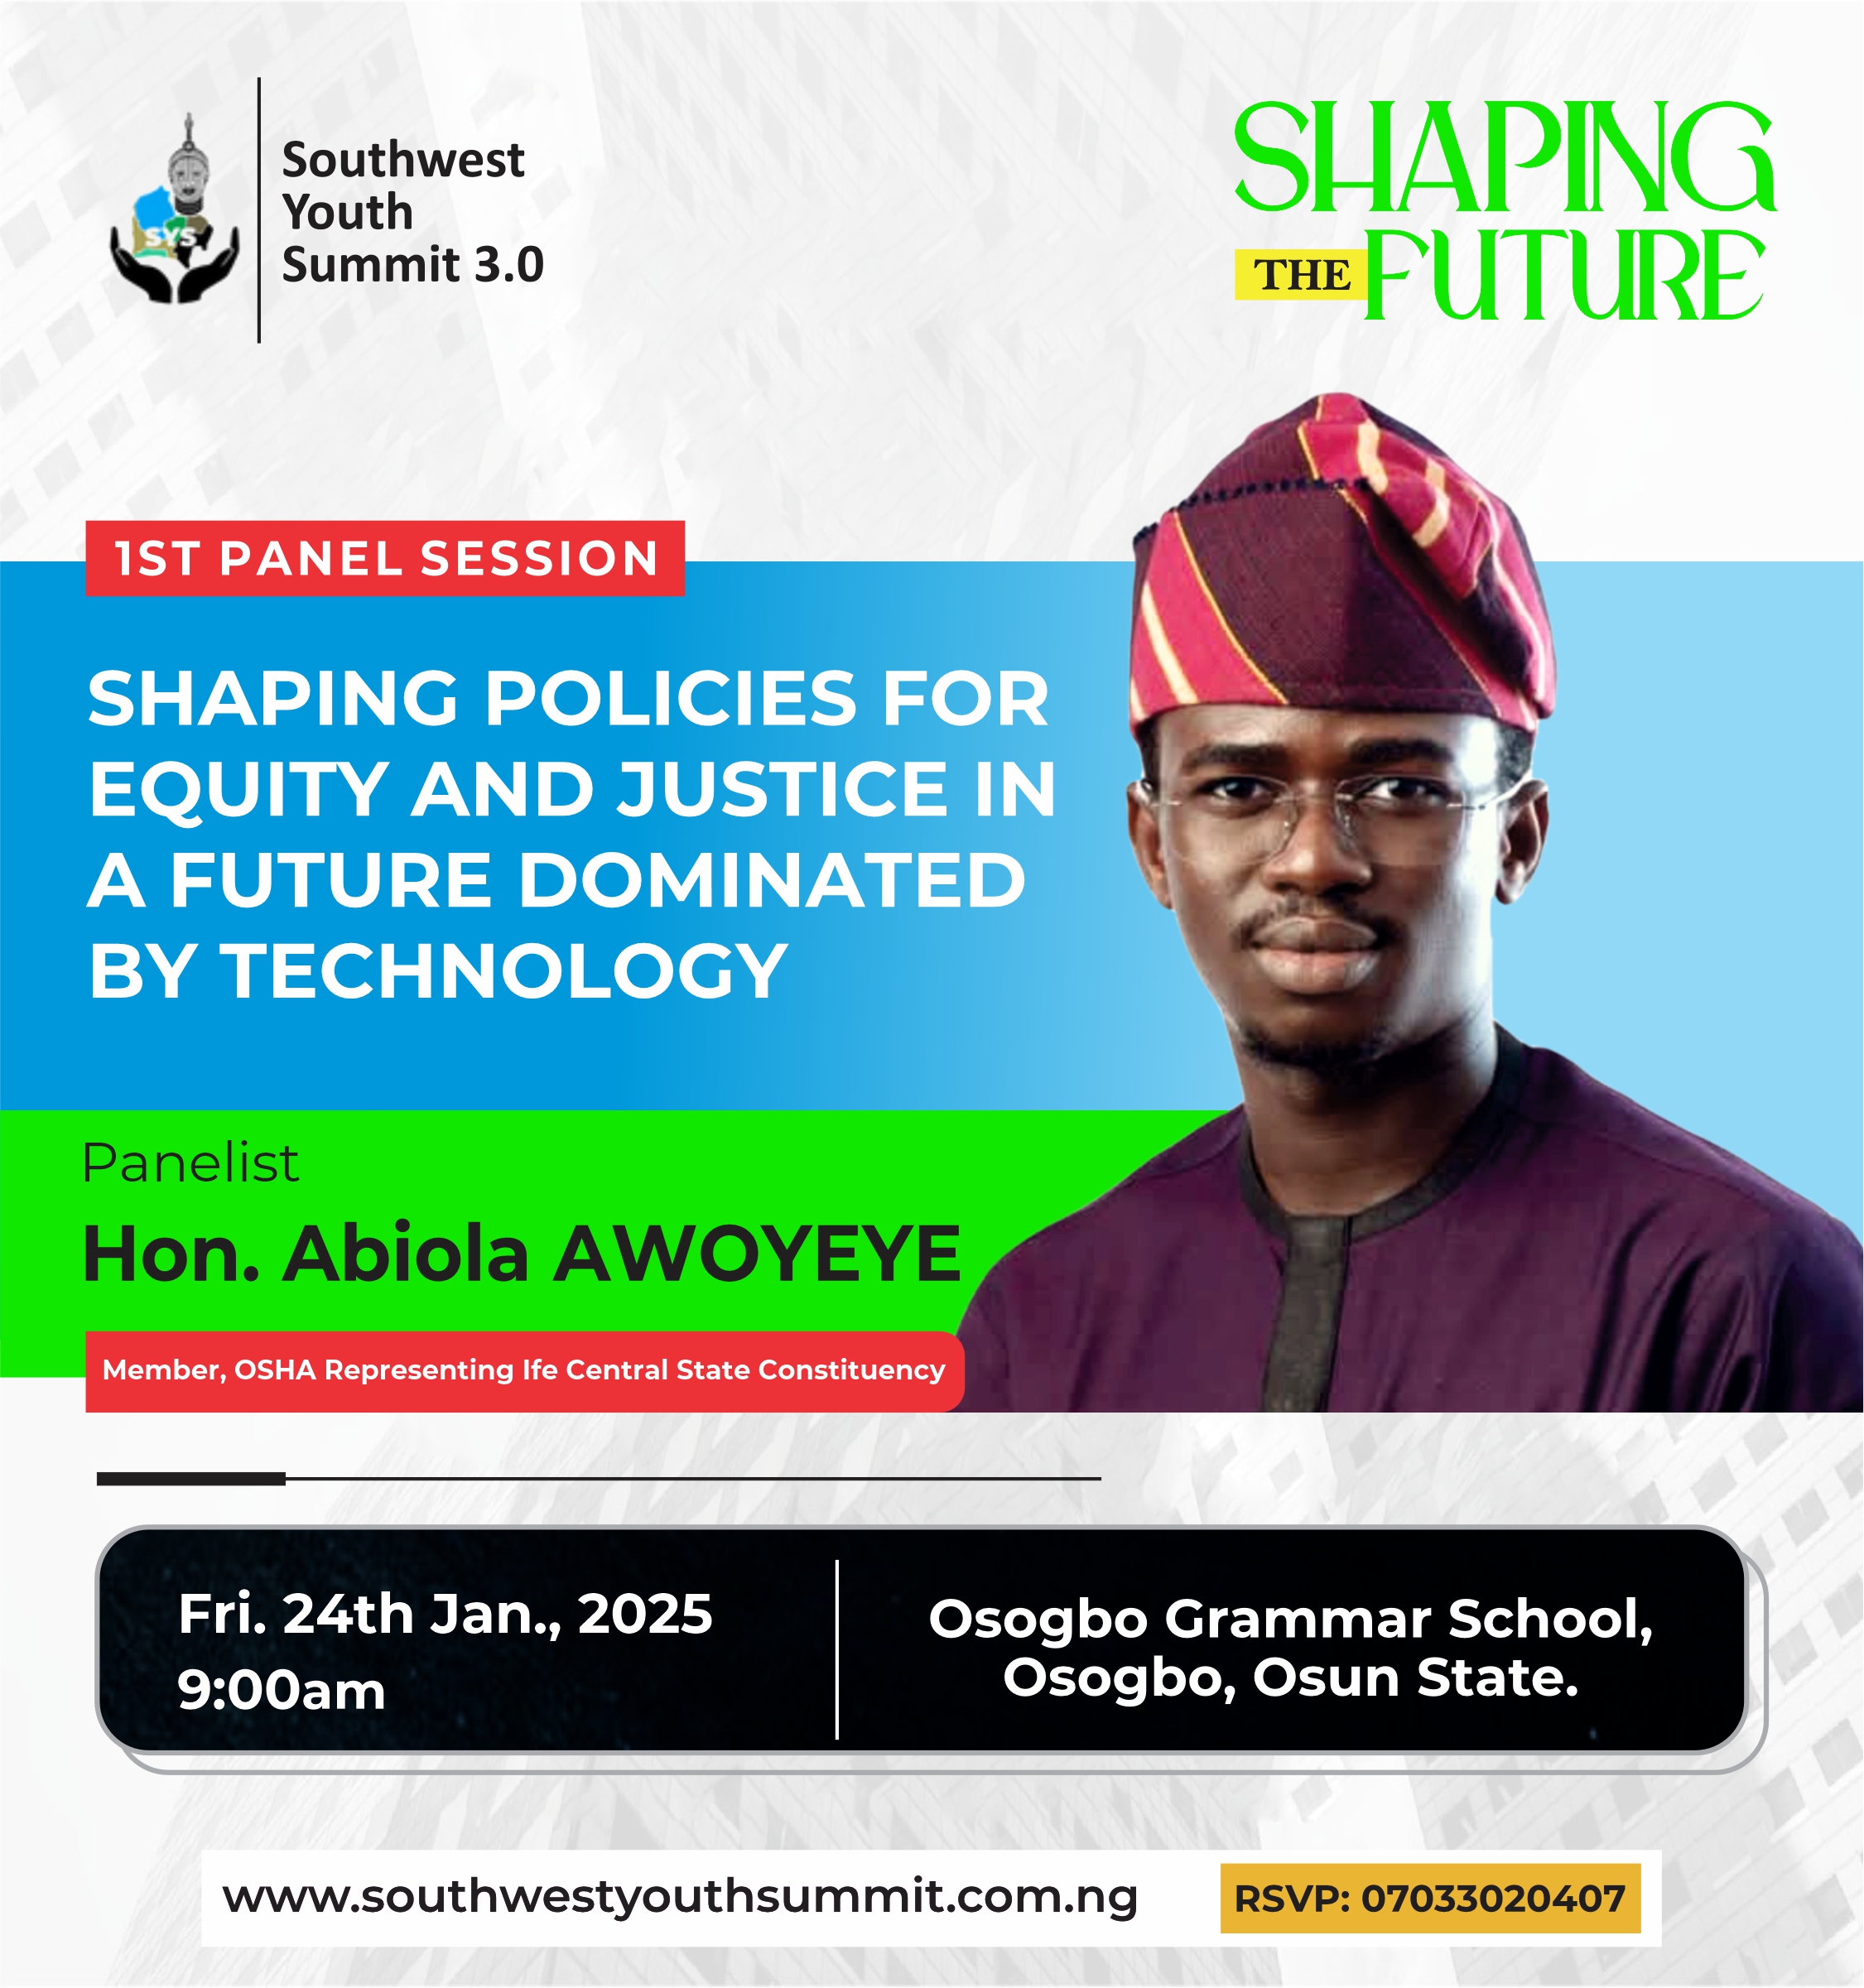 SYS
Southwest
Youth
Summit 3.0
SHAPING
THE FUTURE
1ST PANEL SESSION
SHAPING POLICIES FOR
EQUITY AND JUSTICE IN
A FUTURE DOMINATED
BY TECHNOLOGY
Panelist
Hon. Abiola AWOYEYE
Member, OSHA Representing Ife Central State Constituency
Fri. 24th Jan., 2025
9:00am
Osogbo Grammar School,
Osogbo, Osun State.
www.southwestyouthsummit.com.ng
RSVP: 07033020407